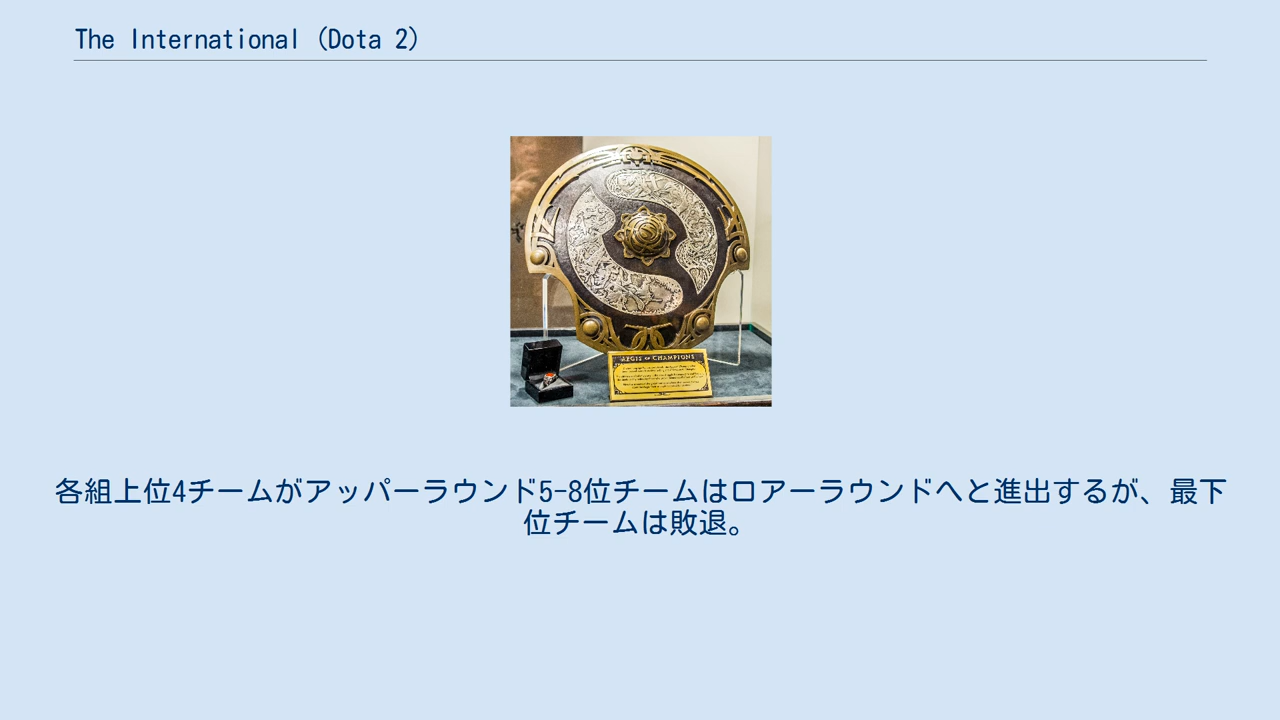 The International (Dota 2)
AEGIS OF CHAMPIONS
各組上位4チームがアッパーラウンド5-8位チームはロアーラウンドへと進出するが、最下
位チームは敗退。